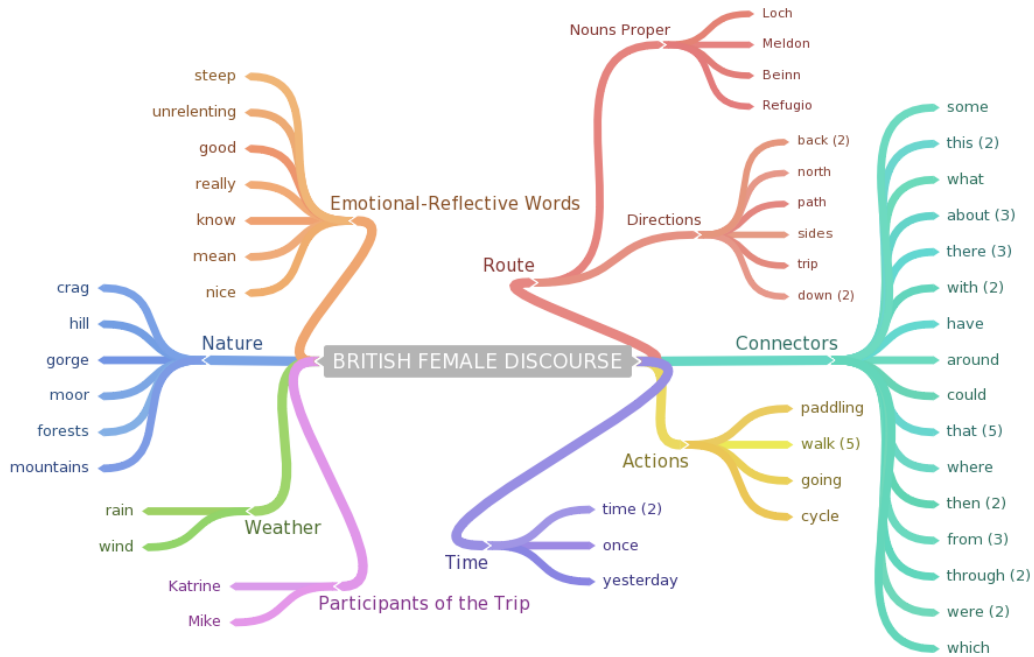 BRITISH FEMALE DISCOURSE
Emotional-Reflective Words
steep
unrelenting
good
really
know
mean
nice
Nature
crag
hill
gorge
moor
forests
mountains
Weather
rain
wind
Participants of the Trip
Katrine
Mike
Route
Nouns Proper
Loch
Meldon
Beinn
Refugio
Directions
back (2)
north
path
sides
trip
down (2)
Connectors
some
this (2)
what
about (3)
there (3)
with (2)
have
around
could
that (5)
where
then (2)
from (3)
through (2)
were (2)
which
Actions
paddling
walk (5)
going
cycle
Time
time (2)
once
yesterday